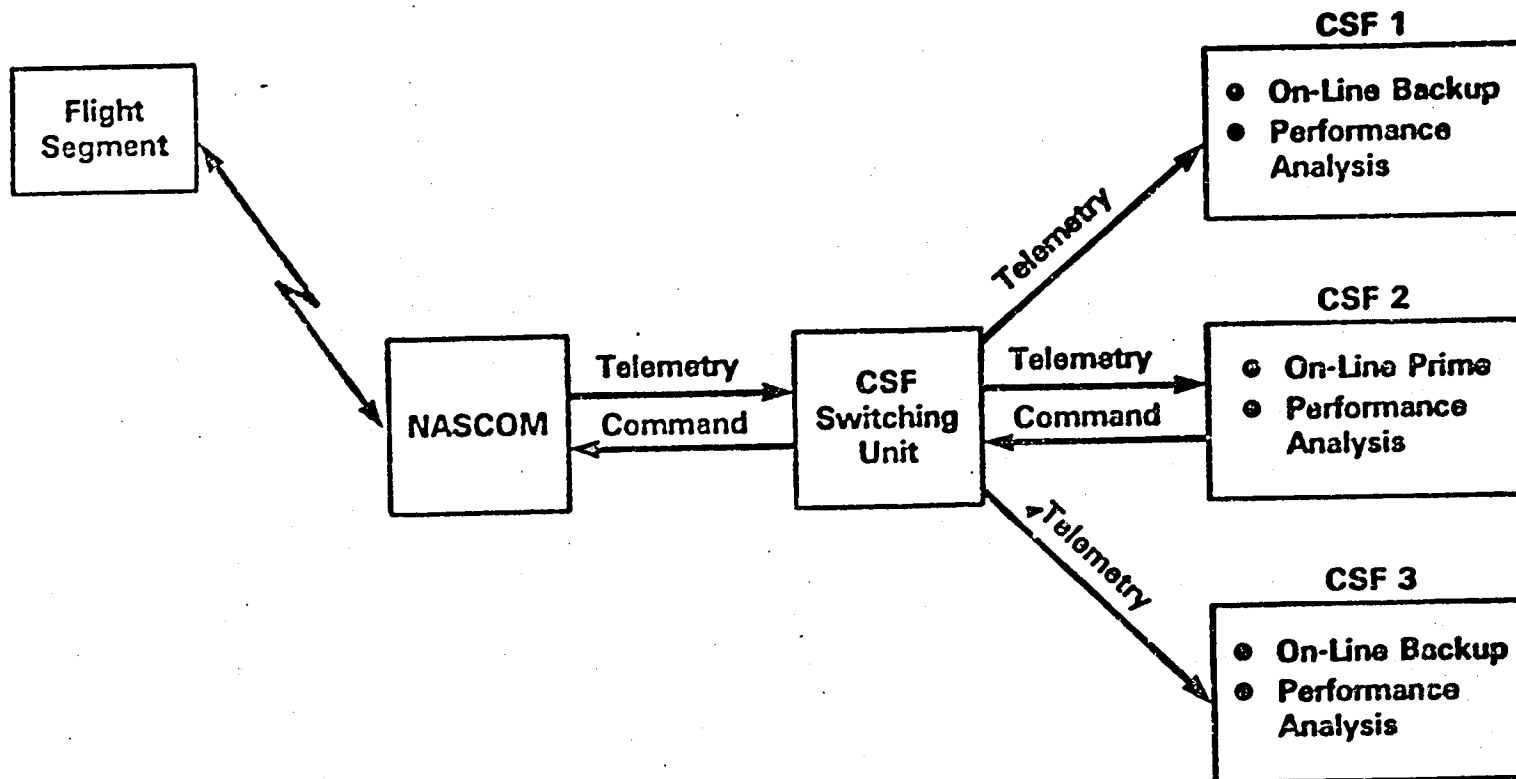 CSF 1
Flight
Segment
● On-Line Backup
● Performance
Analysis
Telemetry
CSF 2
NASCOM
Telemetry
Command
CSF
Switching
Unit
Telemetry
Command
● On-Line Prime
● Performance
Analysis
Telemetry
CSF 3
● On-Line Backup
● Performance
Analysis